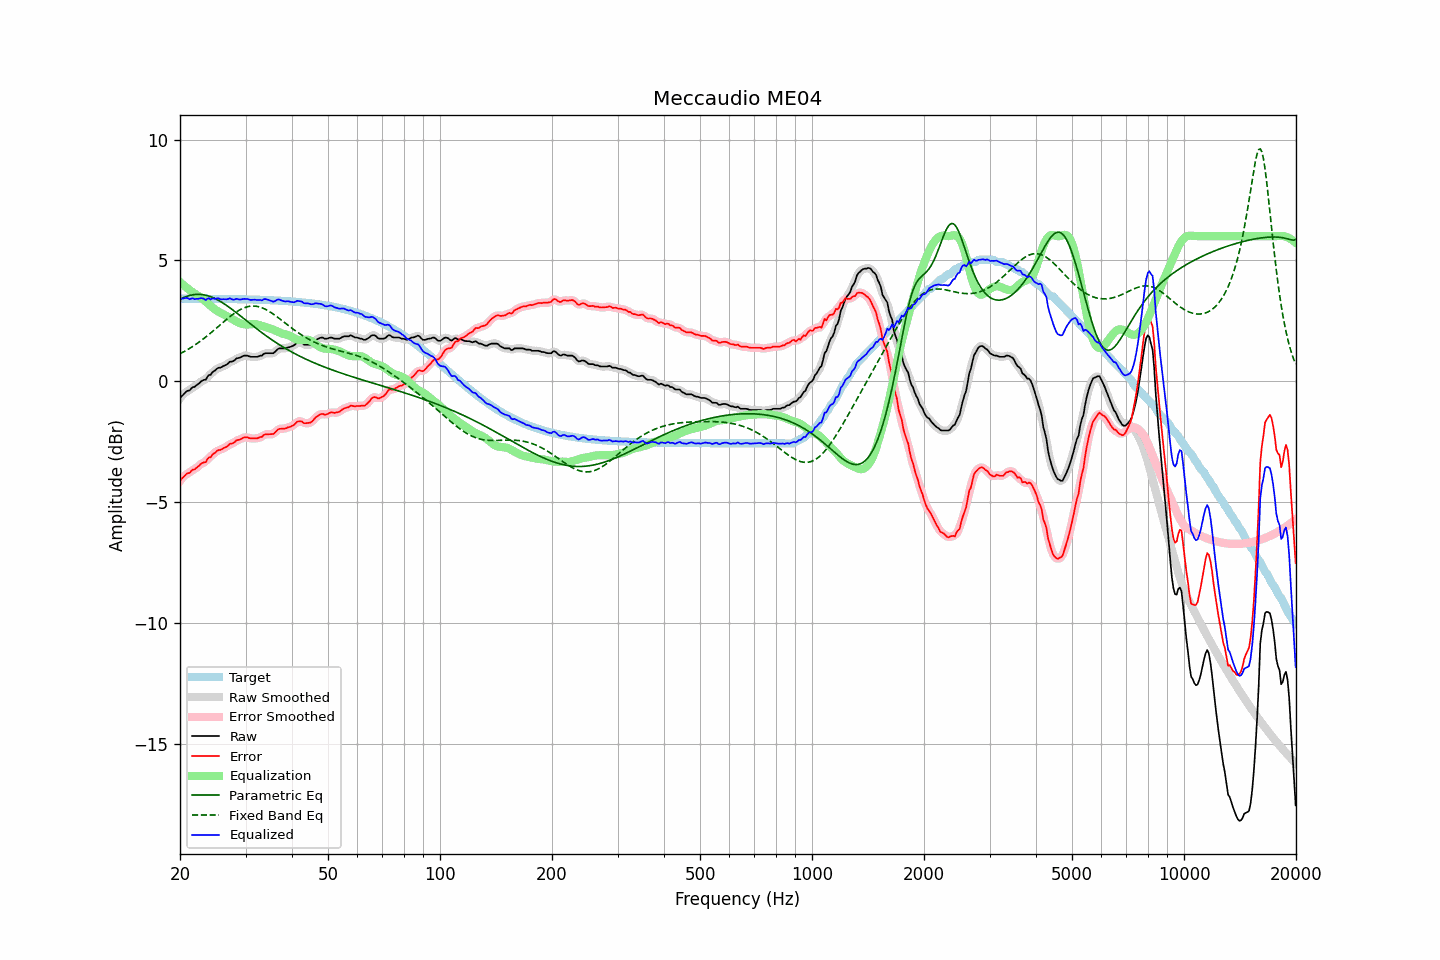 Meccaudio ME04
Amplitude (dBr)
10
5
0
−5
−10
−15
Target
Raw Smoothed
Error Smoothed
Raw
Error
Equalization
Parametric Eq
Fixed Band Eq
Equalized
20 50 100 200 500 1000 2000 5000 10000 20000
Frequency (Hz)